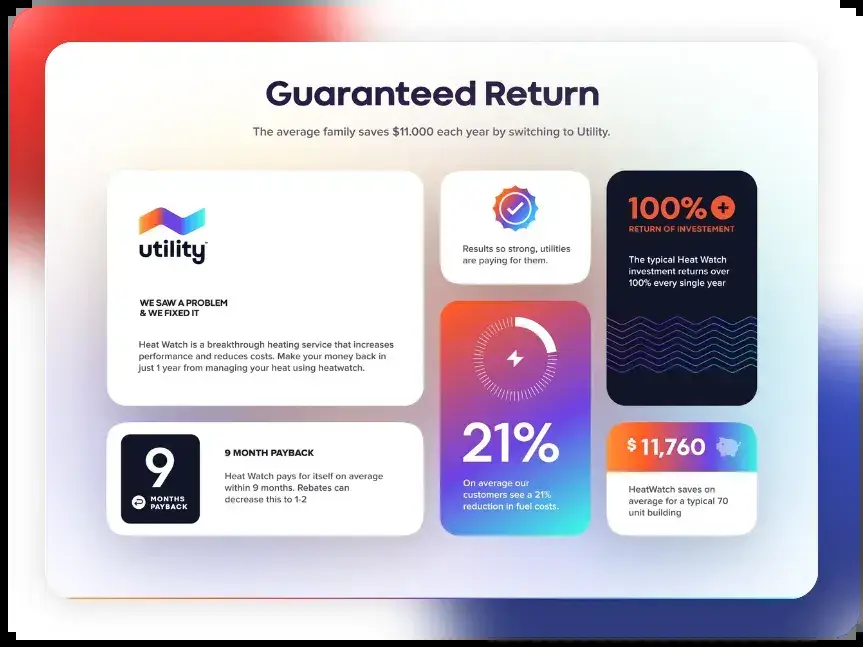 Guaranteed Return
The average family saves $11.000 each year by switching to Utility.
utility™
WE SAW A PROBLEM
& WE FIXED IT
Heat Watch is a breakthrough heating service that increases
performance and reduces costs. Make your money back in
just 1 year from managing your heat using heatwatch.
9
MONTHS
PAYBACK
9 MONTH PAYBACK
Heat Watch pays for itself on average
within 9 months. Rebates can
decrease this to 1-2
Results so strong, utilities
are paying for them.
21%
On average our
customers see a 21%
reduction in fuel costs.
100%
RETURN OF INVESTEMENT
The typical Heat Watch
investment returns over
100% every single year
$ 11,760
HeatWatch saves on
average for a typical 70
unit building